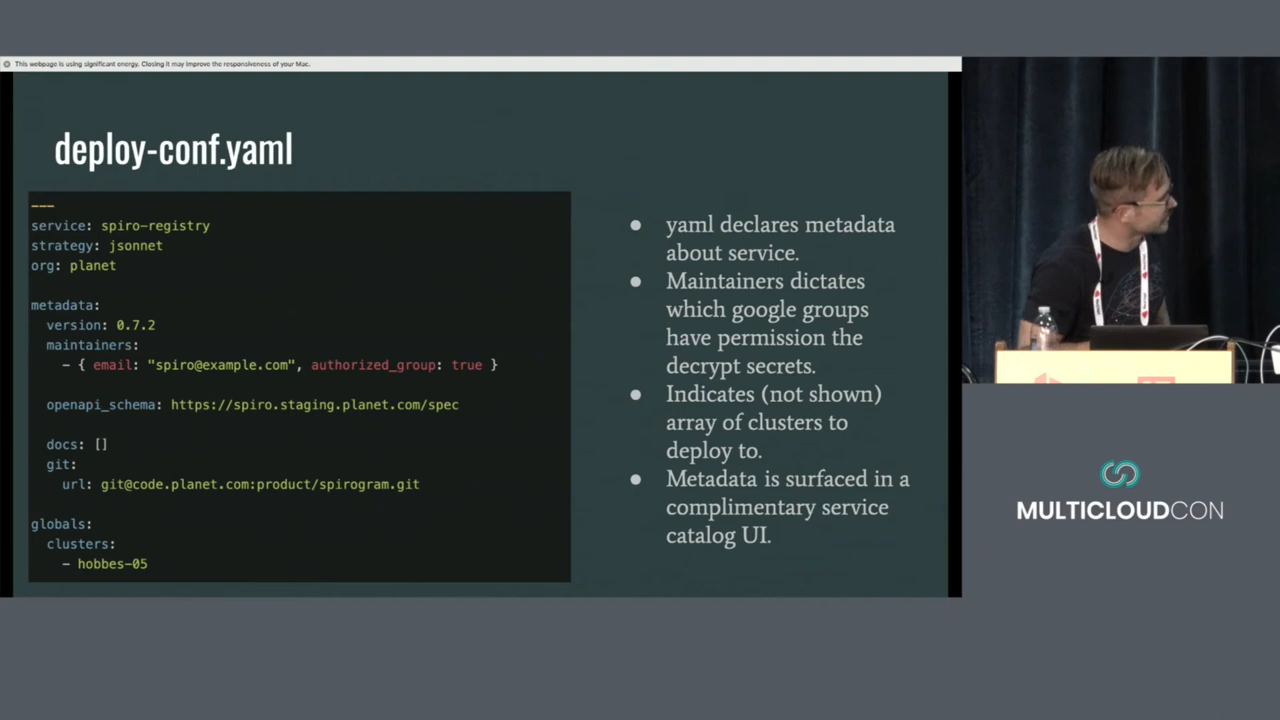 This webpage is using significant energy. Closing it may improve the responsiveness of your Mac.
deploy-conf.yaml
---
service: spiro-registry
strategy: jsonnet
org: planet
metadata:
version: 0.7.2
maintainers:
- { email: "spiro@example.com", authorized_group: true }
openapi_schema: https://spiro.staging.planet.com/spec
docs: []
git:
url: git@code.planet.com:product/spirogram.git
globals:
clusters:
- hobbes-05
● yaml declares metadata
about service.
● Maintainers dictates
which google groups
have permission the
decrypt secrets.
● Indicates (not shown)
array of clusters to
deploy to.
● Metadata is surfaced in a
complimentary service
catalog UI.
MULTICLOUDCON